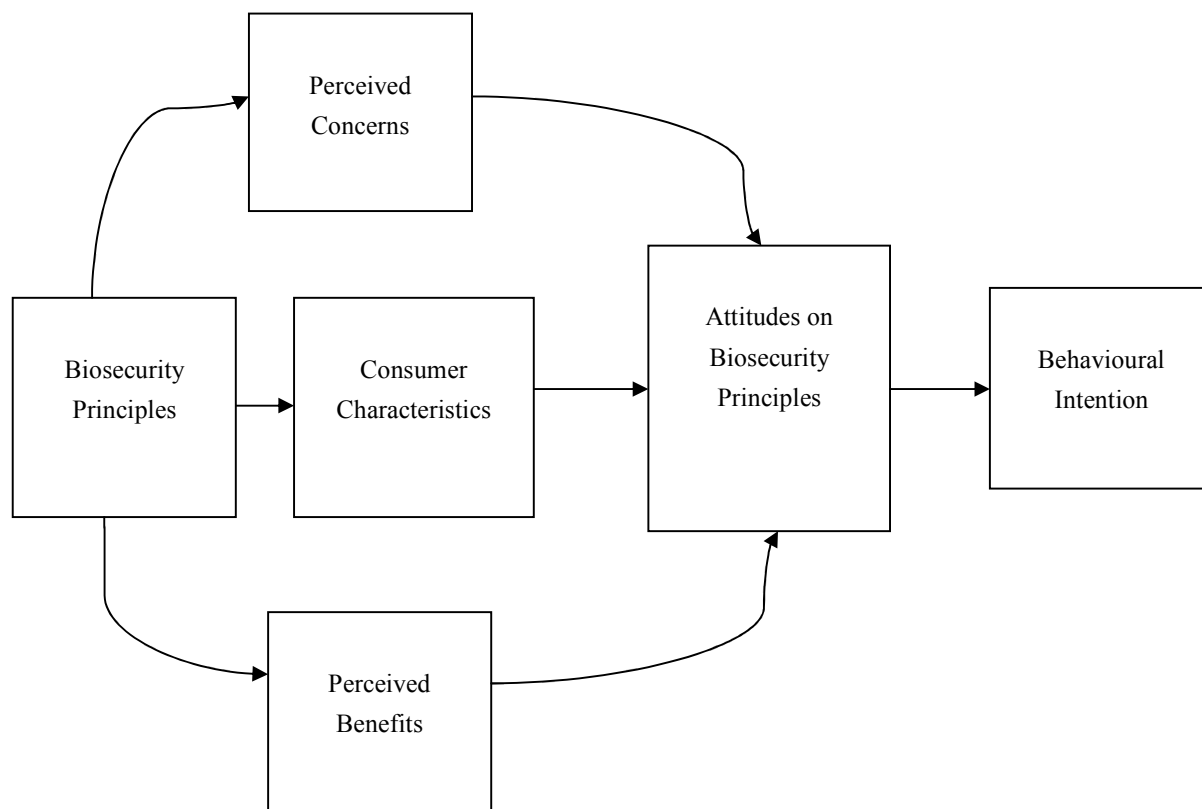 Perceived
Concerns
Biosecurity
Principles
Consumer
Characteristics
Attitudes on
Biosecurity
Principles
Behavioural
Intention
Perceived
Benefits